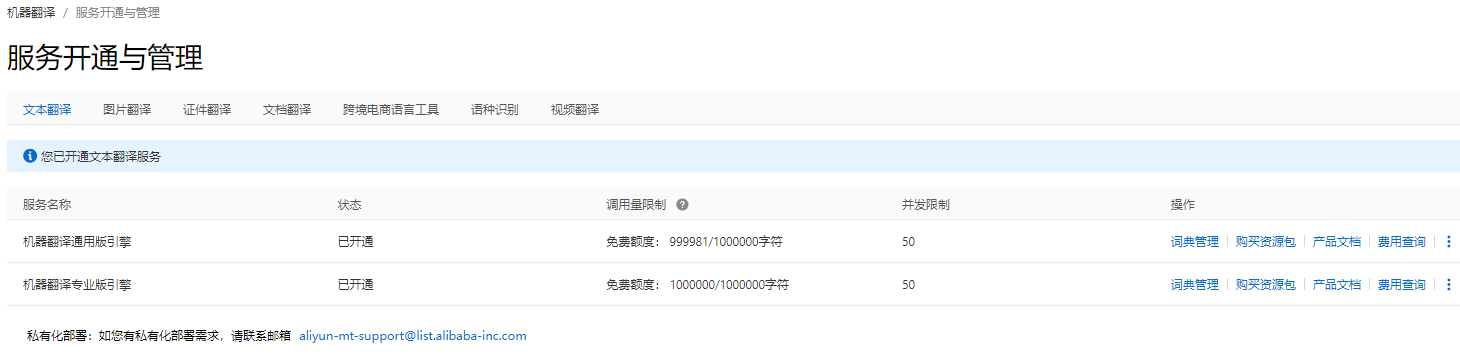 机器翻译 / 服务开通与管理
服务开通与管理
文本翻译 图片翻译 证件翻译 文档翻译 跨境电商语言工具 语种识别 视频翻译
您已开通文本翻译服务
服务名称 状态 调用量限制 并发限制 操作
机器翻译通用版引擎 已开通 免费额度： 999981/1000000字符 50 词典管理 购买资源包 产品文档 费用查询
机器翻译专业版引擎 已开通 免费额度： 1000000/1000000字符 50 词典管理 购买资源包 产品文档 费用查询
私有化部署：如您有私有化部署需求，请联系邮箱 aliyun-mt-support@list.alibaba-inc.com